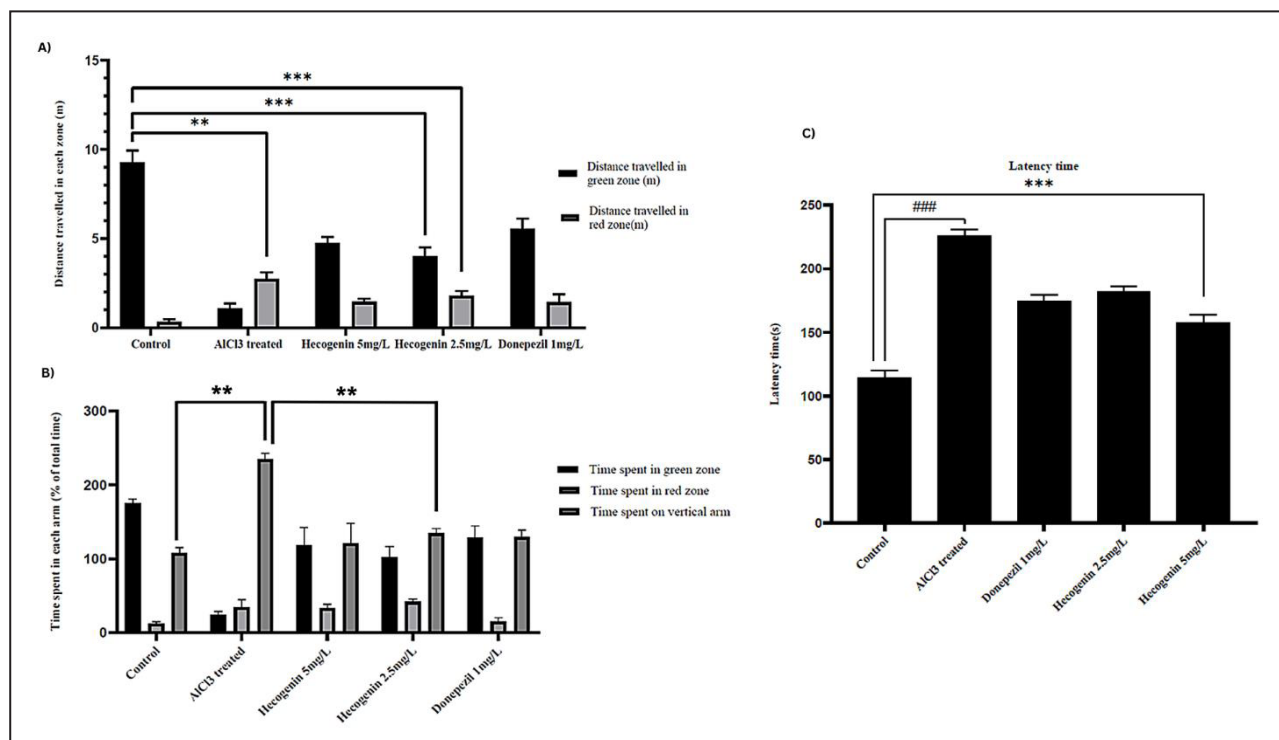 A)
Distance travelled in each zone (m)
15
10
5
0
***
***
**
Control
AlCl3 treated
Hecogenin 5mg/L
Hecogenin 2.5mg/L
Donepezil 1mg/L
Distance travelled in
green zone (m)
Distance travelled in
red zone(m)
B)
Time spent in each arm (% of total time)
300
200
100
0
**
**
Control
AlCl3 treated
Hecogenin 5mg/L
Hecogenin 2.5mg/L
Donepezil 1mg/L
Time spent in green zone
Time spent in red zone
Time spent on vertical arm
C)
Latency time
***
###
Latency time(s)
250
200
150
100
50
0
Control
AlCl3 treated
Donepezil 1mg/L
Hecogenin 2.5mg/L
Hecogenin 5mg/L